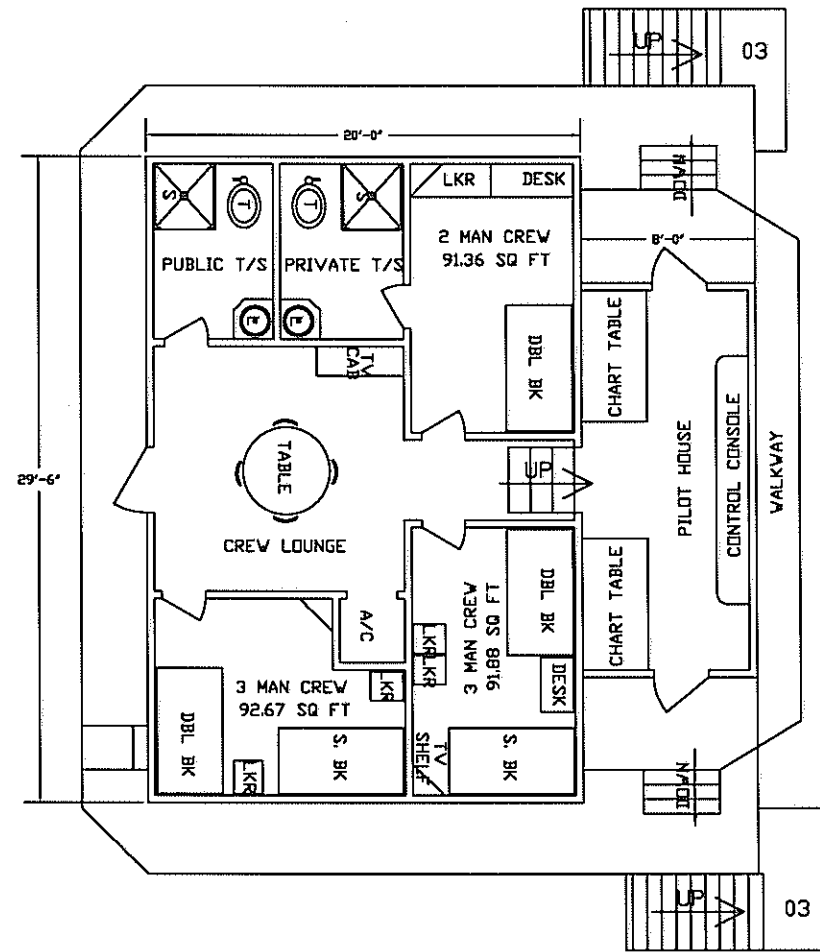 UP
03
20'-0"
DOWN
LKR
DESK
S
T
T
S
2 MAN CREW
91.36 SQ FT
8'-0"
PUBLIC T/S
PRIVATE T/S
DBL BK
CHART TABLE
TV
CAB
TABLE
UP
PILOT HOUSE
CONTROL CONSOLE
WALKWAY
29'-6"
CREW LOUNGE
A/C
LKR
LKR
3 MAN CREW
91.88 SQ FT
DBL BK
DESK
CHART TABLE
3 MAN CREW
92.67 SQ FT
LKR
DBL BK
LKR
S. BK
TV
SHELF
S. BK
DOWN
UP
03